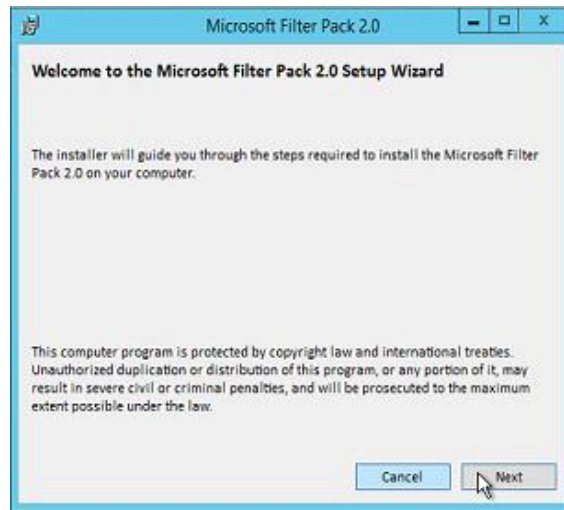 Microsoft Filter Pack 2.0
Welcome to the Microsoft Filter Pack 2.0 Setup Wizard
The installer will guide you through the steps required to install the Microsoft Filter
Pack 2.0 on your computer.
This computer program is protected by copyright law and international treaties.
Unauthorized duplication or distribution of this program, or any portion of it, may
result in severe civil or criminal penalties, and will be prosecuted to the maximum
extent possible under the law.
Cancel Next